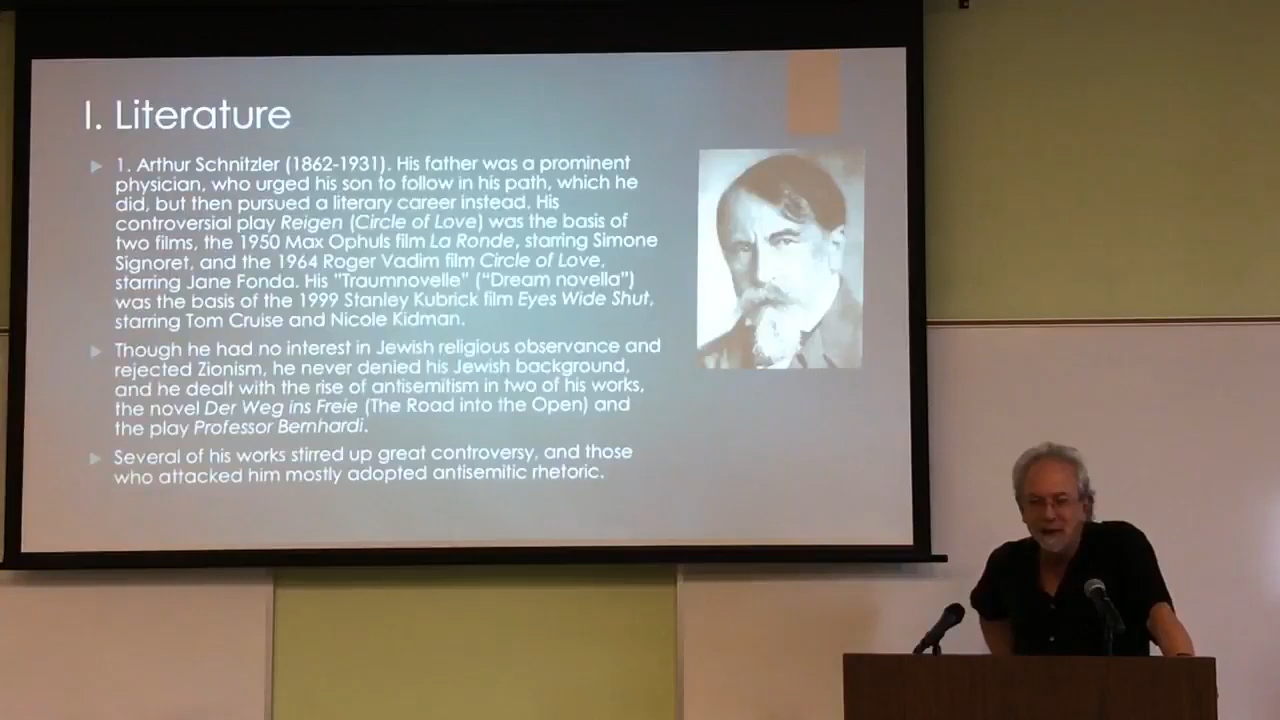 I. Literature
1. Arthur Schnitzler (1862-1931). His father was a prominent
physician, who urged his son to follow in his path, which he
did, but then pursued a literary career instead. His
controversial play Reigen (Circle of Love) was the basis of
two films, the 1950 Max Ophuls film La Ronde, starring Simone
Signoret, and the 1964 Roger Vadim film Circle of Love,
starring Jane Fonda. His "Traumnovelle" (“Dream novella”)
was the basis of the 1999 Stanley Kubrick film Eyes Wide Shut,
starring Tom Cruise and Nicole Kidman.
Though he had no interest in Jewish religious observance and
rejected Zionism, he never denied his Jewish background,
and he dealt with the rise of antisemitism in two of his works,
the novel Der Weg ins Freie (The Road into the Open) and
the play Professor Bernhardi.
Several of his works stirred up great controversy, and those
who attacked him mostly adopted antisemitic rhetoric.